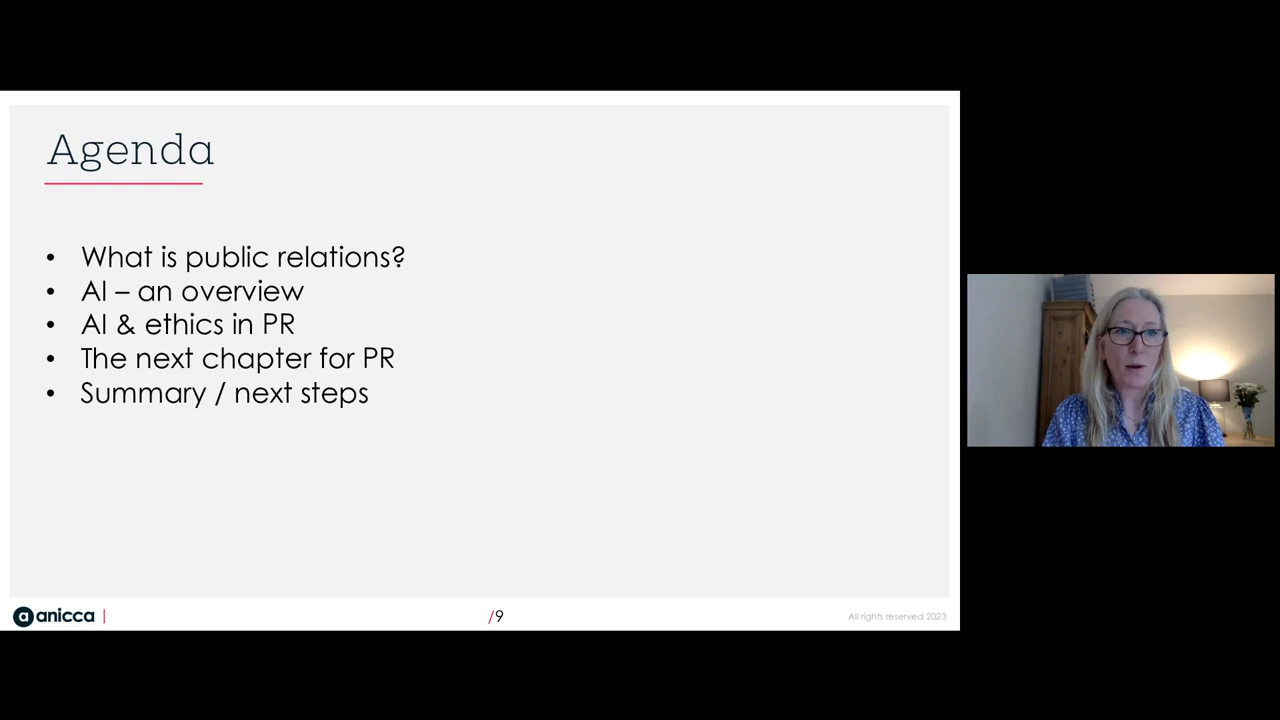 Agenda
• What is public relations?
• AI – an overview
• AI & ethics in PR
• The next chapter for PR
• Summary / next steps
a anicca |
/9
All rights reserved 2023